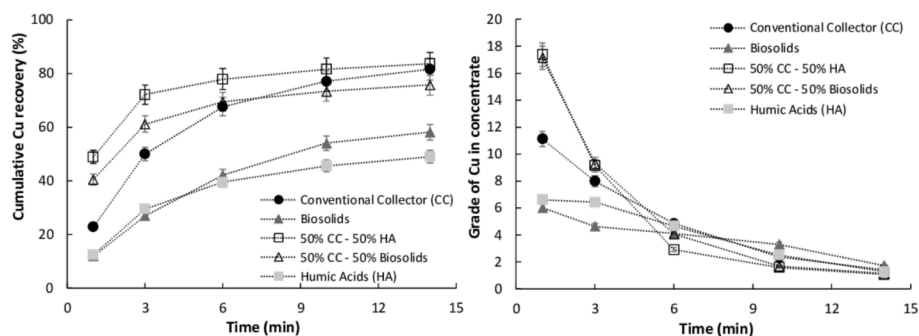 Cumulative Cu recovery (%)
100
80
60
40
20
0
0
3
6
9
12
15
Time (min)
Conventional Collector (CC)
Biosolids
50% CC - 50% HA
50% CC - 50% Biosolids
Humic Acids (HA)
Grade of Cu in concentrate
20
18
16
14
12
10
8
6
4
2
0
0
3
6
9
12
15
Time (min)
Conventional Collector (CC)
Biosolids
50% CC - 50% HA
50% CC - 50% Biosolids
Humic Acids (HA)